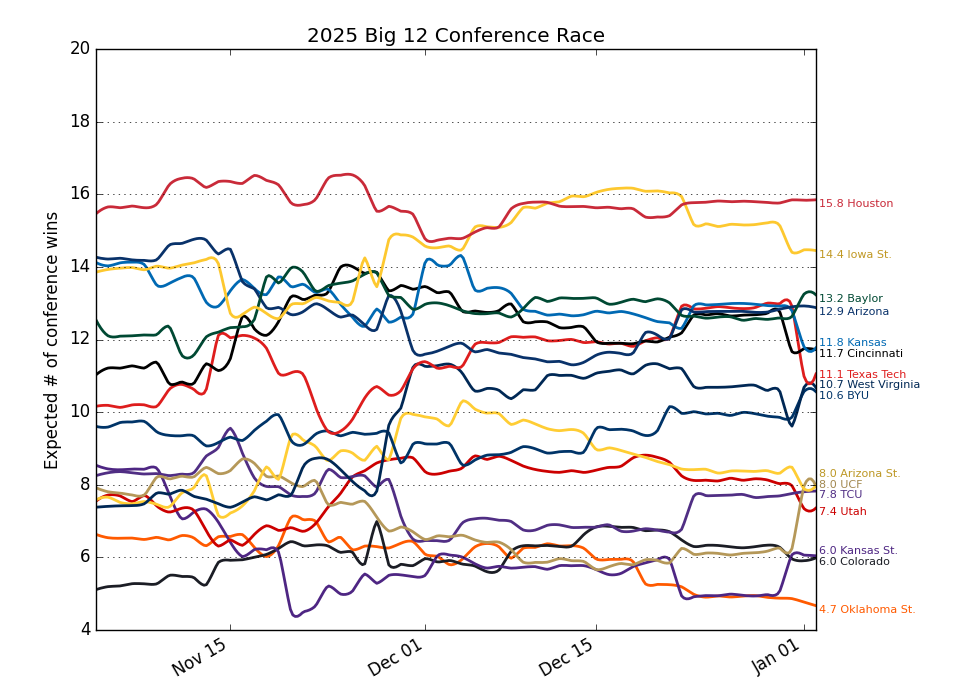 2025 Big 12 Conference Race
Expected # of conference wins
20
18
16
14
12
10
8
6
4
15.8 Houston
14.4 Iowa St.
13.2 Baylor
12.9 Arizona
11.8 Kansas
11.7 Cincinnati
11.1 Texas Tech
10.7 West Virginia
10.6 BYU
8.0 Arizona St.
8.0 UCF
7.8 TCU
7.4 Utah
6.0 Kansas St.
6.0 Colorado
4.7 Oklahoma St.
Nov 15
Dec 01
Dec 15
Jan 01